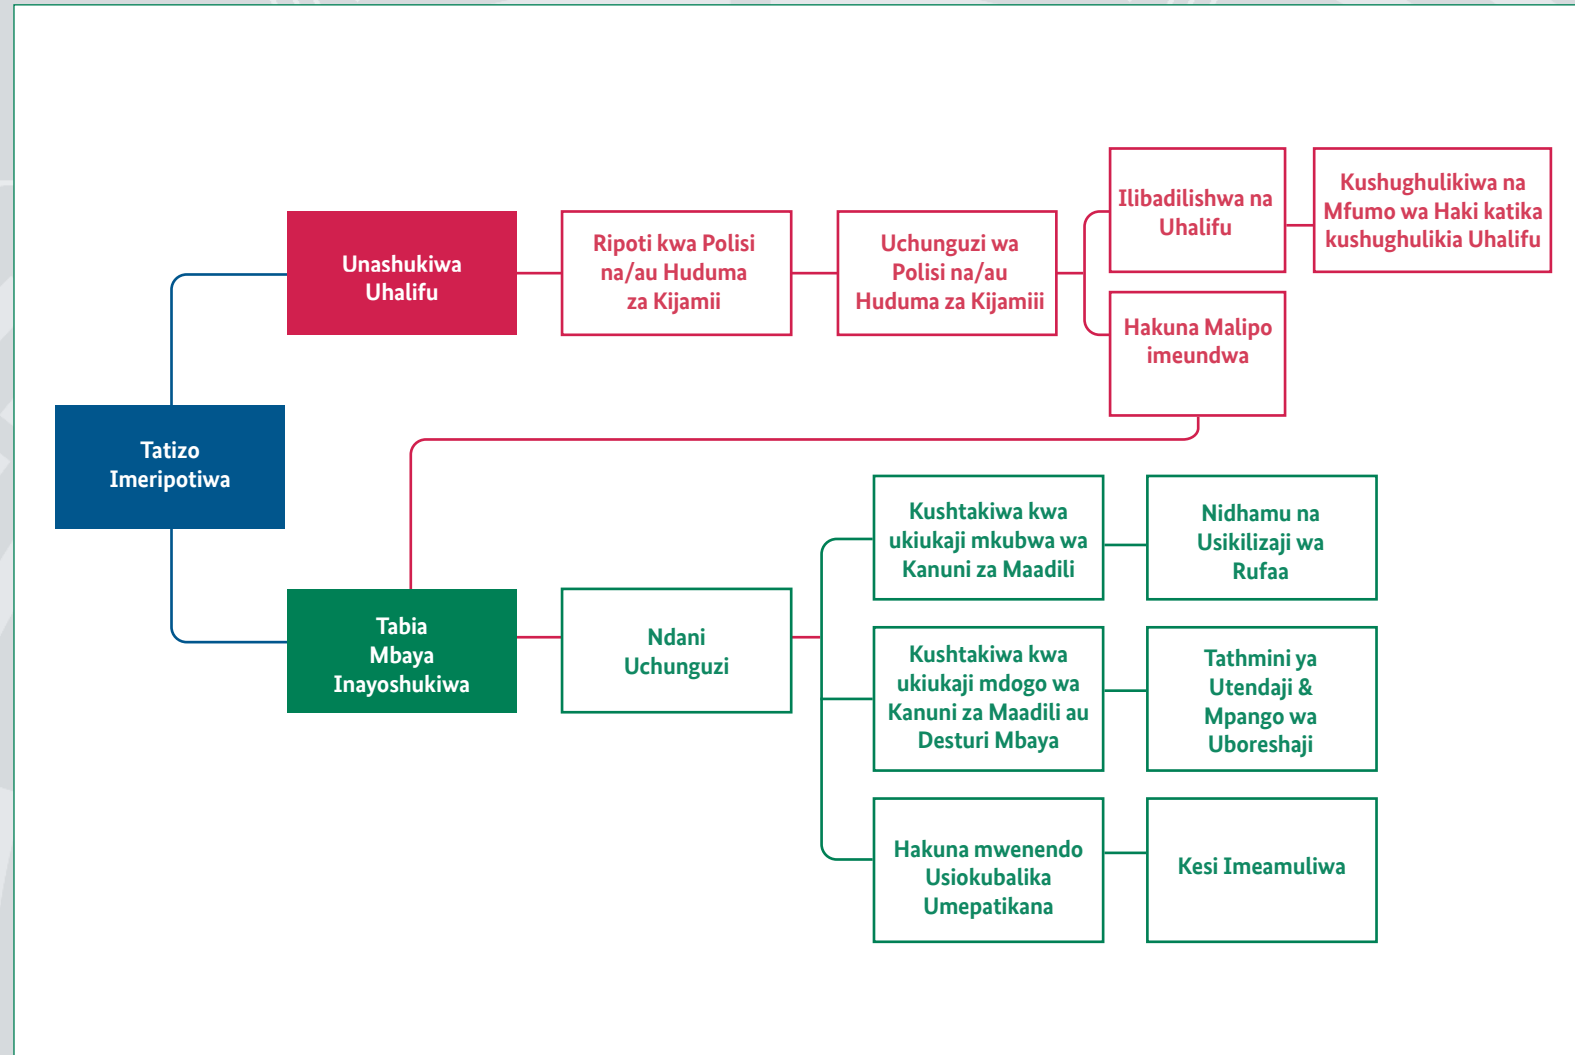 Tatizo
Imeripotiwa
Unashukiwa
Uhalifu
Ripoti kwa Polisi
na/au Huduma
za Kijamii
Uchunguzi wa
Polisi na/au
Huduma za Kijamiii
Ilibadilishwa na
Uhalifu
Kushughulikiwa na
Mfumo wa Haki katika
kushughulikia Uhalifu
Hakuna Malipo
imeundwa
Tabia
Mbaya
Inayoshukiwa
Ndani
Uchunguzi
Kushtakiwa kwa
ukiukaji mkubwa wa
Kanuni za Maadili
Nidhamu na
Usikilizaji wa
Rufaa
Kushtakiwa kwa
ukiukaji mdogo wa
Kanuni za Maadili au
Desturi Mbaya
Tathmini ya
Utendaji &
Mpango wa
Uboreshaji
Hakuna mwenendo
Usiokubalika
Umepatikana
Kesi Imeamuliwa